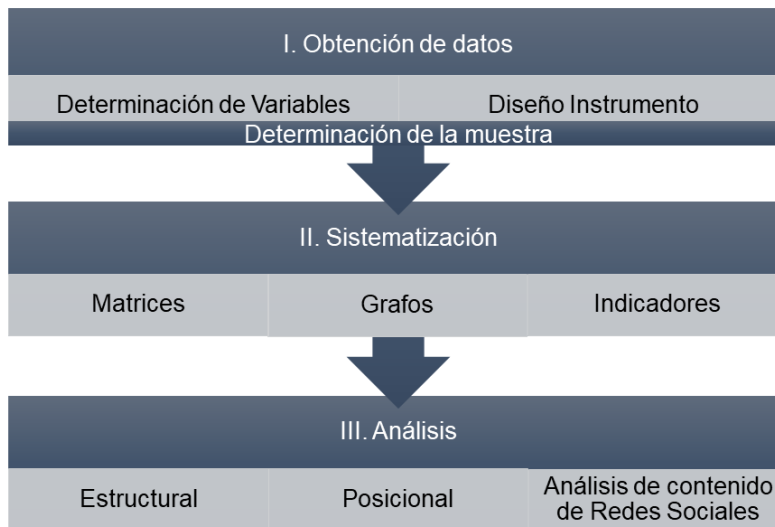 I. Obtención de datos
Determinación de Variables
Diseño Instrumento
Determinación de la muestra
II. Sistematización
Matrices
Grafos
Indicadores
III. Análisis
Estructural
Posicional
Análisis de contenido
de Redes Sociales